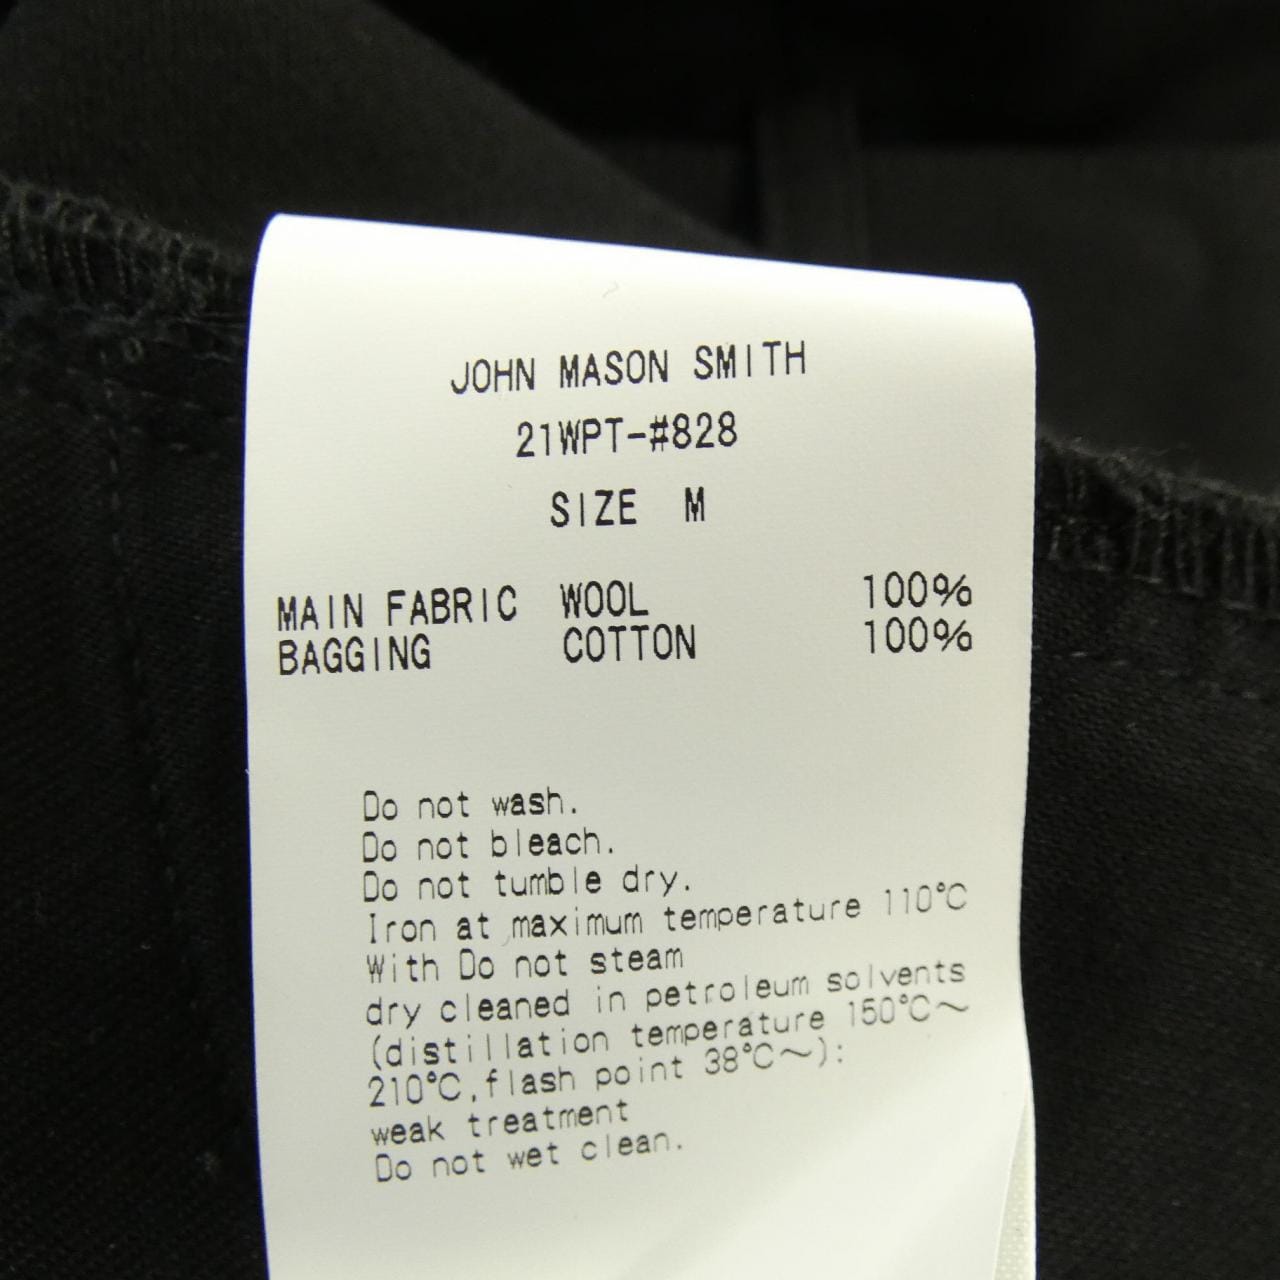 JOHN MASON SMITH
21WPT-#828
SIZE M
MAIN FABRIC WOOL 100%
BAGGING COTTON 100%
Do not wash.
Do not bleach.
Do not tumble dry.
Iron at maximum temperature 110℃
With Do not steam
dry cleaned in petroleum solvents
(distillation temperature 150℃～
210℃,flash point 38℃～):
weak treatment
Do not wet clean.